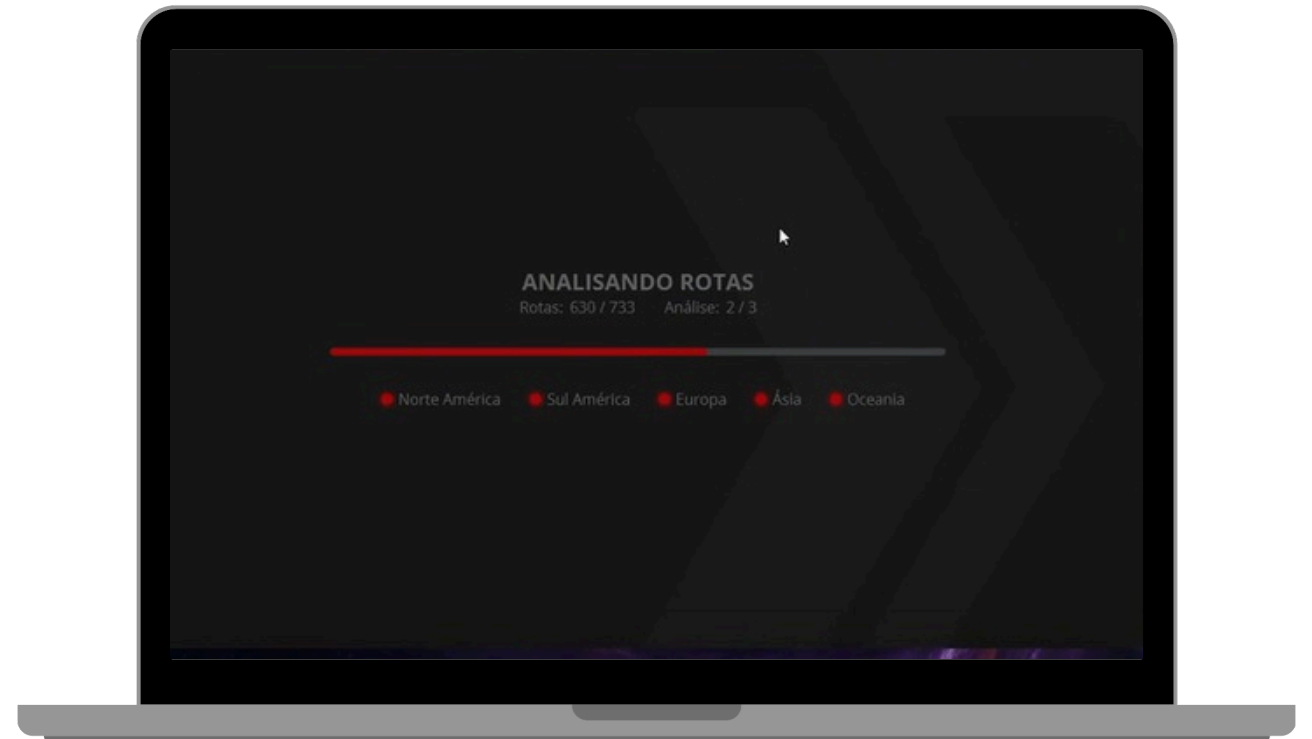 ANALISANDO ROTAS
Rotas: 630 / 733 Análise: 2 / 3
Norte América Sul América Europa Ásia Oceania